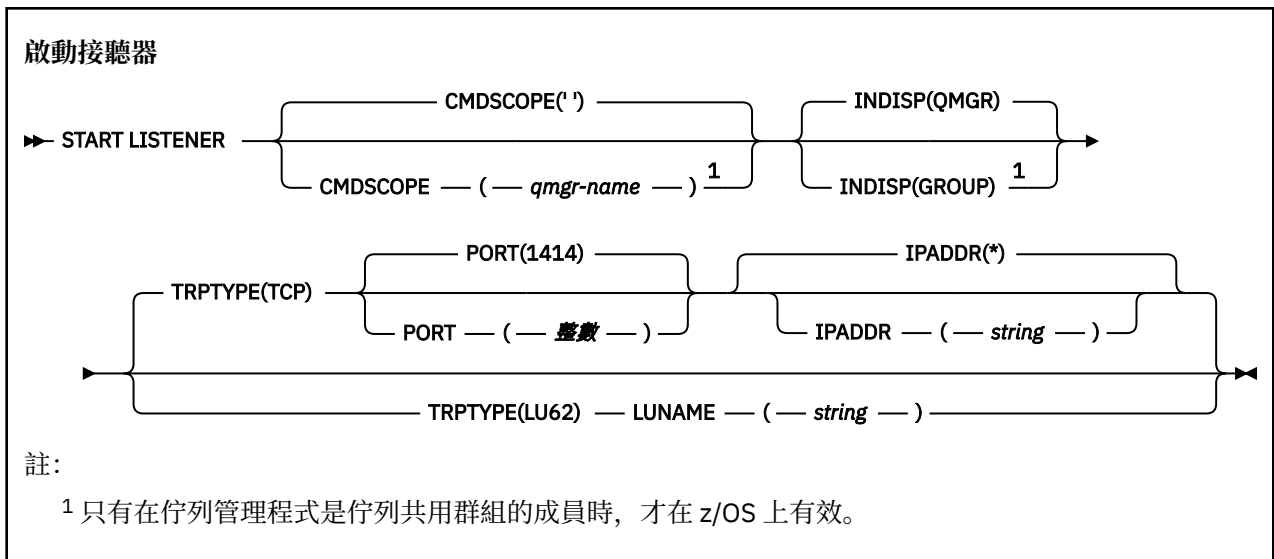 啟動接聽器
CMDSCOPE(' ') INDISP(QMGR)
START LISTENER
CMDSCOPE ( qmgr-name ) 1 INDISP(GROUP) 1
PORT(1414) IPADDR(*)
TRPTYPE(TCP)
PORT ( 整數 ) IPADDR ( string )
TRPTYPE(LU62) LUNAME ( string )
註:
1 只有在佇列管理程式是佇列共用群組的成員時，才在 z/OS 上有效。